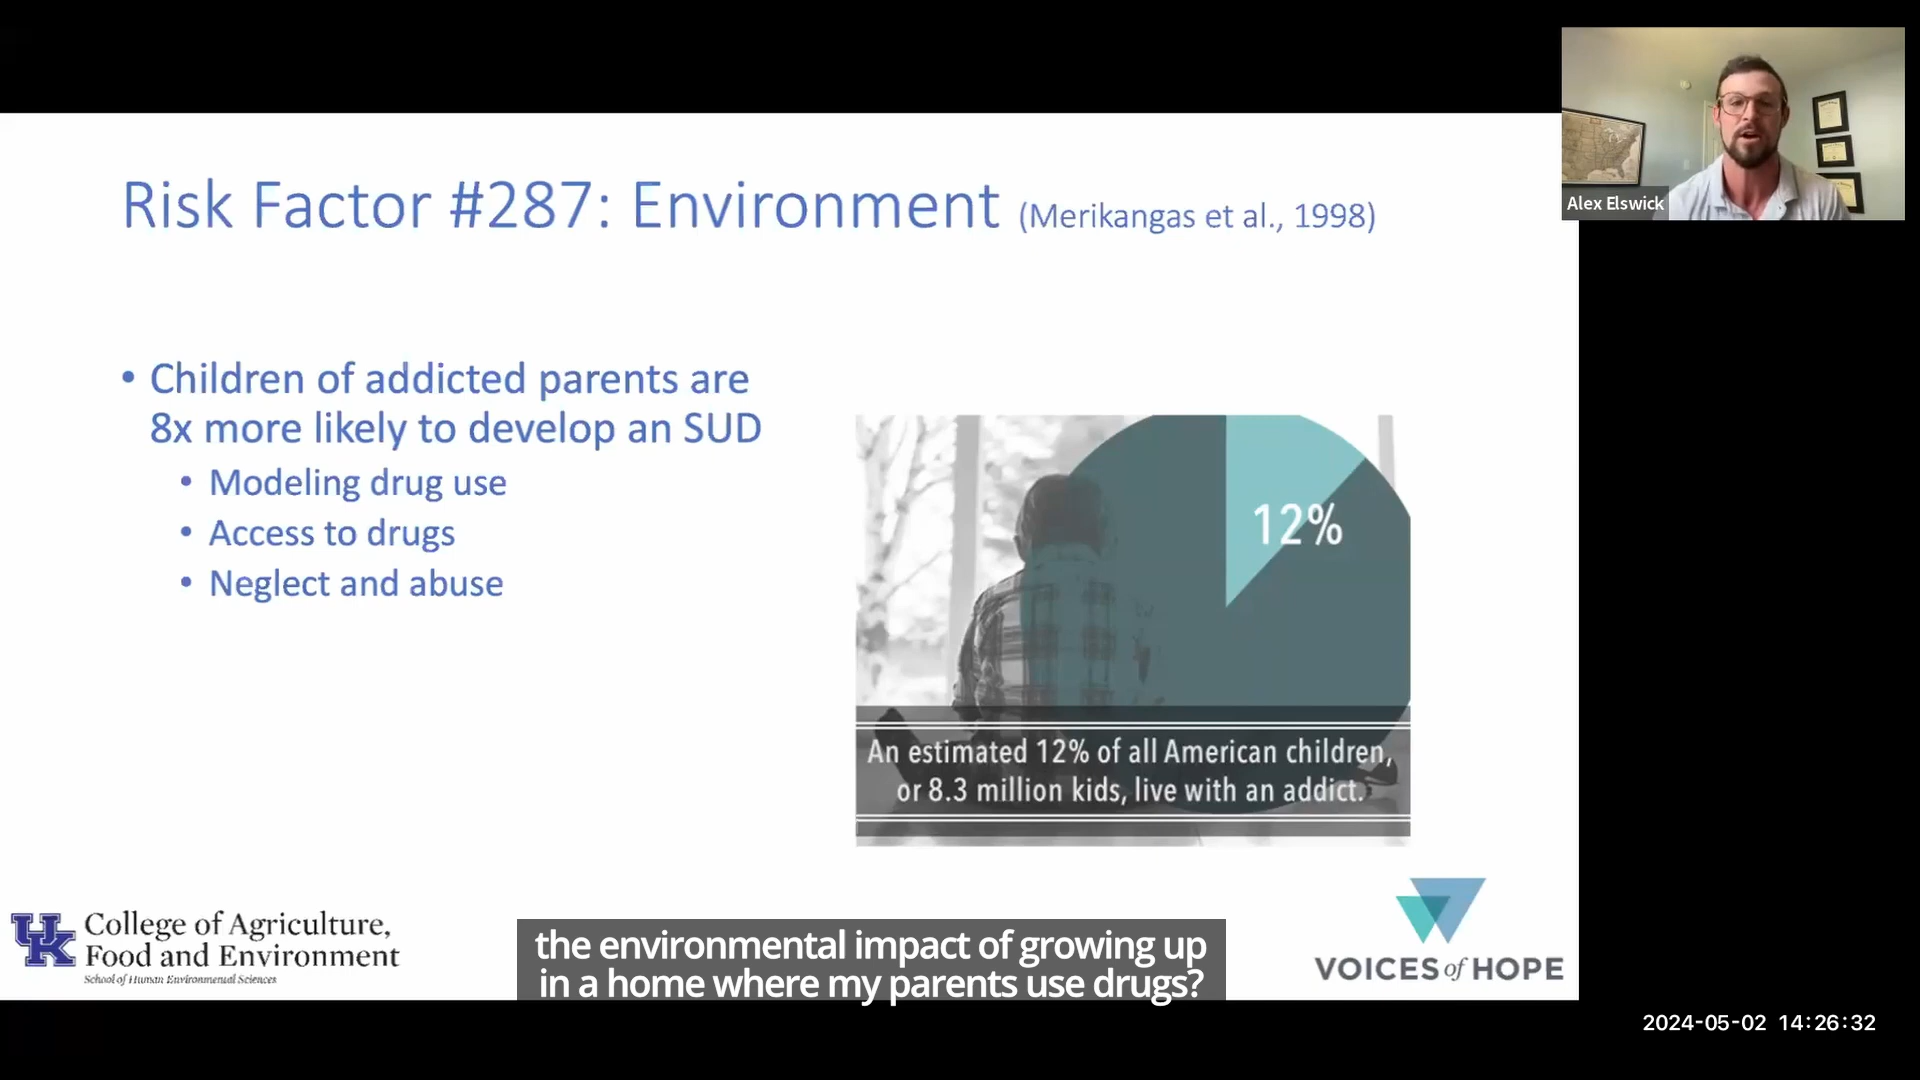 Risk Factor #287: Environment (Merikangas et al., 1998)
• Children of addicted parents are
8x more likely to develop an SUD
• Modeling drug use
• Access to drugs
• Neglect and abuse
12%
An estimated 12% of all American children,
or 8.3 million kids, live with an addict.
UK
College of Agriculture,
Food and Environment
School of Human Environmental Sciences
the environmental impact of growing up
in a home where my parents use drugs?
VOICES of HOPE
Alex Elswick
2024-05-02 14:26:32